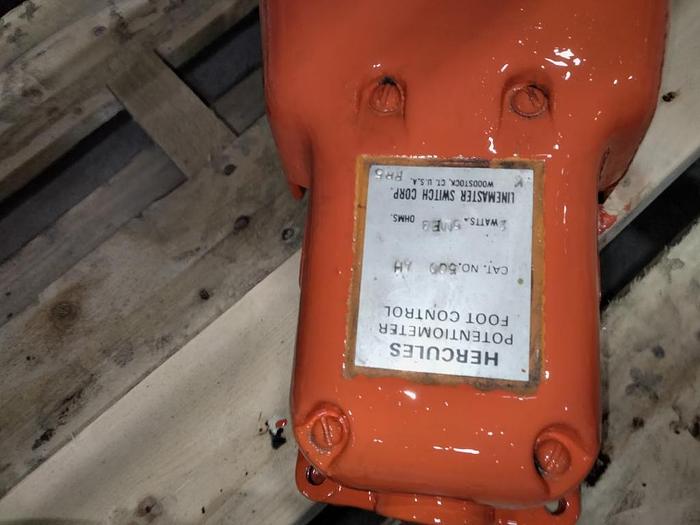 HERCULES
POTENTIOMETER
FOOT CONTROL
CAT. NO. 500 AH
WATTS. OHMS.
LINEMASTER SWITCH CORP.
WOODSTOCK, CT. U.S.A.